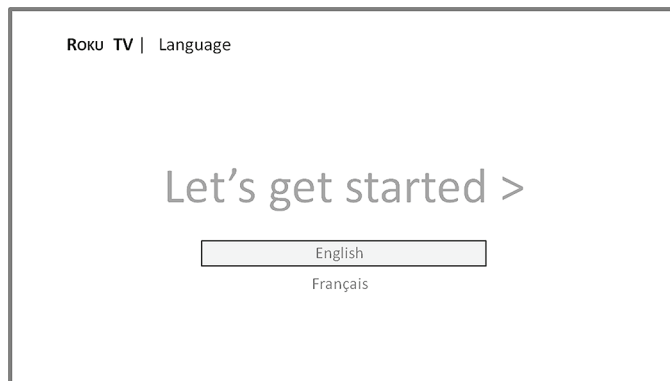 ROKU TV | Language
Let's get started >
English
Français